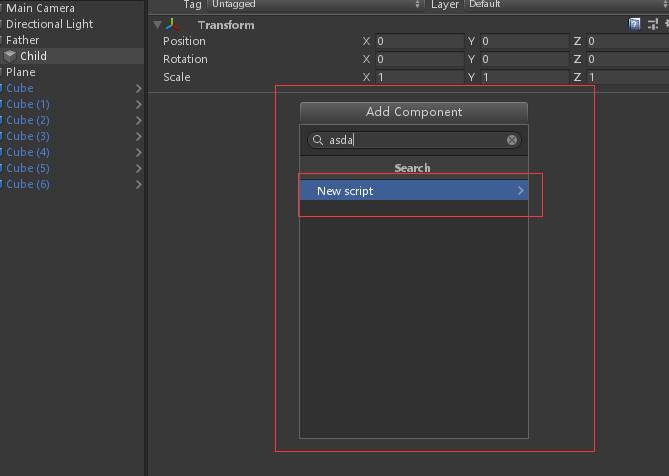 Main Camera
Directional Light
Father
Child
Plane
Cube
Cube (1)
Cube (2)
Cube (3)
Cube (4)
Cube (5)
Cube (6)
Tag Untagged Layer Default
Transform
Position X 0 Y 0 Z 0
Rotation X 0 Y 0 Z 0
Scale X 1 Y 1 Z 1
Add Component
asda
Search
New script